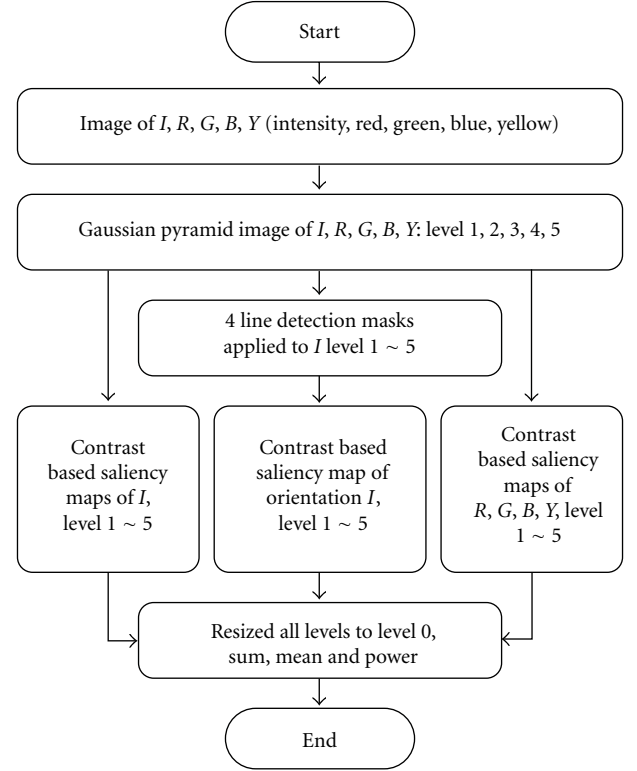 Start
Image of I, R, G, B, Y (intensity, red, green, blue, yellow)
Gaussian pyramid image of I, R, G, B, Y: level 1, 2, 3, 4, 5
4 line detection masks
applied to I level 1 ∼ 5
Contrast
based saliency
maps of I,
level 1 ∼ 5
Contrast based
saliency map of
orientation I,
level 1 ∼ 5
Contrast
based saliency
maps of
R, G, B, Y, level
1 ∼ 5
Resized all levels to level 0,
sum, mean and power
End